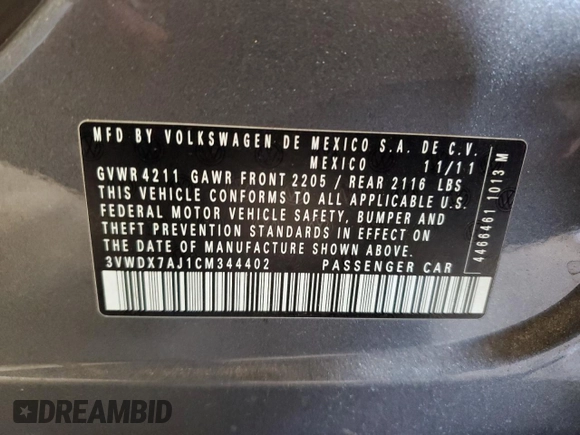 MFD BY VOLKSWAGEN DE MEXICO S.A. DE C.V.
MEXICO 11/11
GVWR 4211 GAWR FRONT 2205 / REAR 2116 LBS
THIS VEHICLE CONFORMS TO ALL APPLICABLE U.S.
FEDERAL MOTOR VEHICLE SAFETY, BUMPER AND
THEFT PREVENTION STANDARDS IN EFFECT ON
THE DATE OF MANUFACTURE SHOWN ABOVE.
3VWDX7AJ1CM344402 PASSENGER CAR
4466461 1013 M
DREAMBID